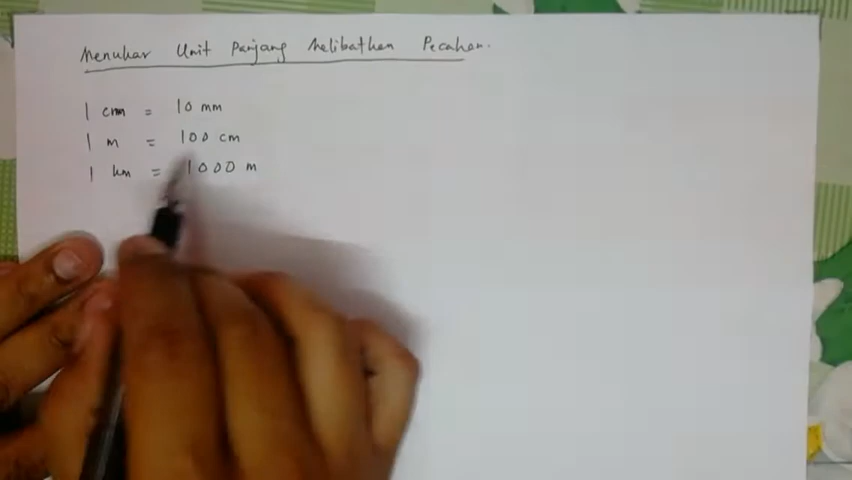 Menukar Unit Panjang Melibatkan Pecahan.
1 cm = 10 mm
1 m = 100 cm
1 km = 1000 m